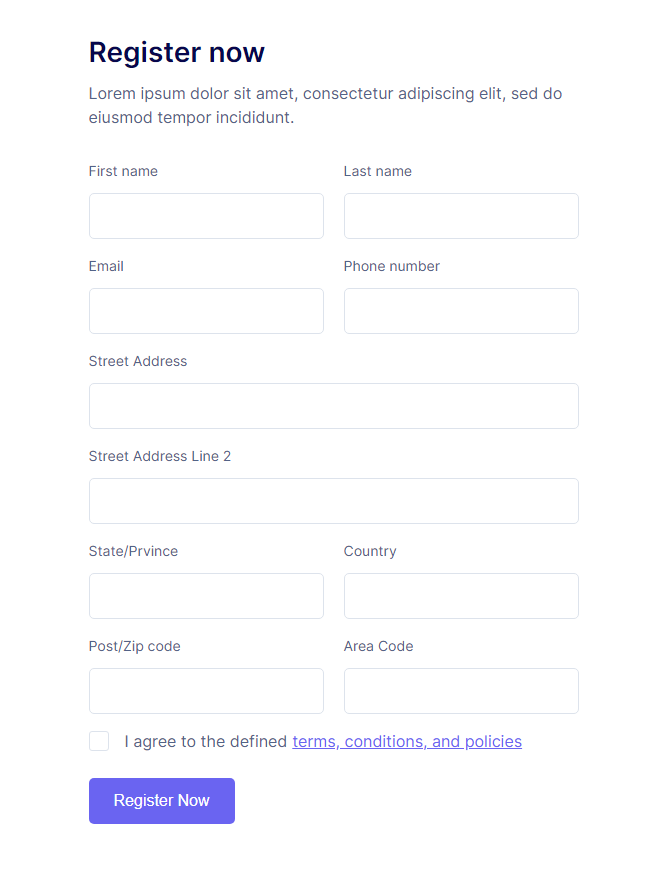 Register now
Lorem ipsum dolor sit amet, consectetur adipiscing elit, sed do
eiusmod tempor incididunt.
First name
Last name
Email
Phone number
Street Address
Street Address Line 2
State/Prvince
Country
Post/Zip code
Area Code
I agree to the defined terms, conditions, and policies
Register Now